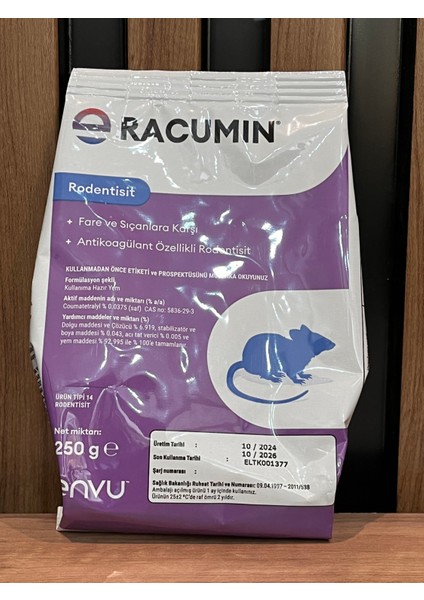 RACUMIN®
Rodentisit
+ Fare ve Sıçanlara Karşı
+ Antikoagülant Özellikli Rodentisit
KULLANMADAN ÖNCE ETİKETİ VE PROSPEKTÜSÜNÜ OKUYUNUZ
Formülasyon şekli
Kullanıma Hazır Yem
Aktif maddenin adı ve miktarı (% a/a)
Coumatetralyl % 0,0375 (saf) CAS no: 5836-29-3
Yardımcı maddeler ve miktarı (%)
Dolgu maddesi ve Çözücü % 6.919, stabilizatör ve
boya maddesi % 0.043, acı tat verici % 0.005 ve
yem maddesi % 92,995 ile % 100'e tamamlanır.
ÜRÜN TİPİ 14
RODENTİSİT
Net miktarı:
250 g e
envu™
Üretim Tarihi : 10 / 2024
Son Kullanma Tarihi : 10 / 2026
Şarj numarası : ELTK001377
Sağlık Bakanlığı Ruhsat Tarihi ve Numarası: 09.04.1997 - 2011/538
Ambalajı açılmış ürünü 1 ay içinde kullanınız.
Ürünün 25±2 °C'de raf ömrü 2 yıldır.